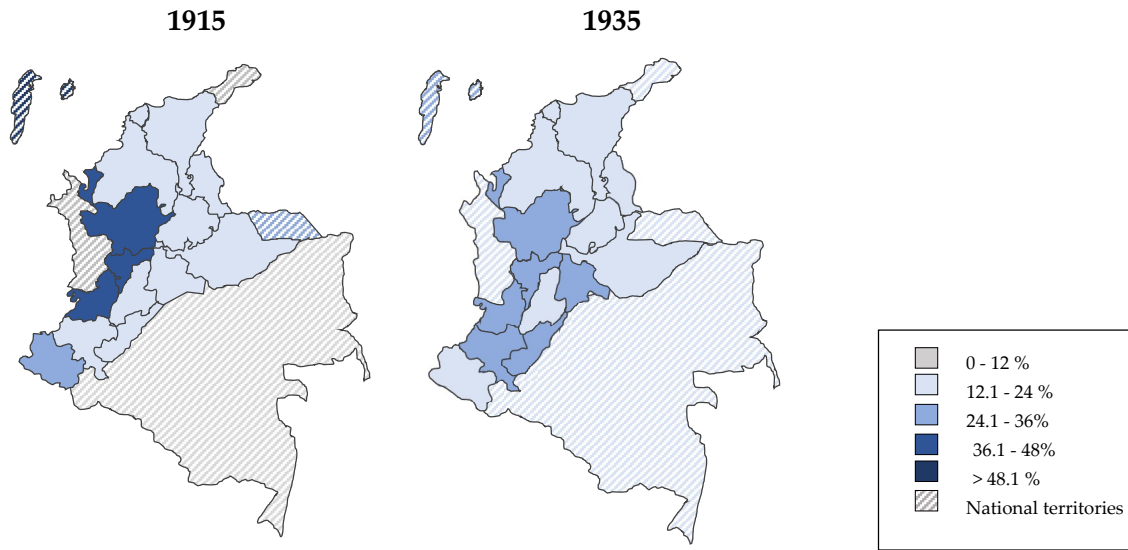 1915
1935
0 - 12 %
12.1 - 24 %
24.1 - 36%
36.1 - 48%
> 48.1 %
National territories